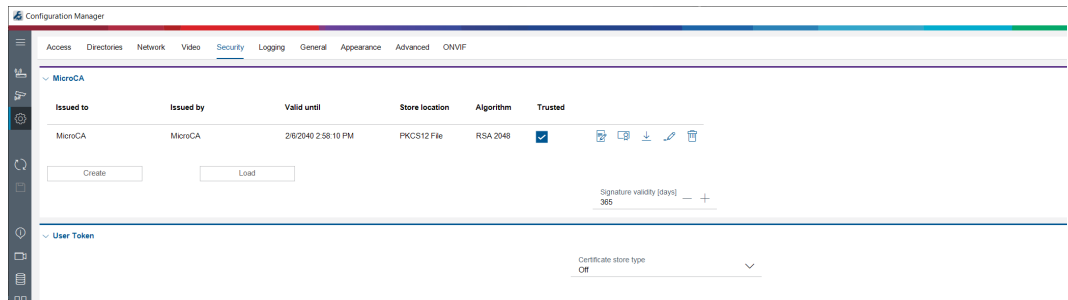 Configuration Manager
Access Directories Network Video Security Logging General Appearance Advanced ONVIF
MicroCA
Issued to Issued by Valid until Store location Algorithm Trusted
MicroCA MicroCA 2/6/2040 2:58:10 PM PKCS12 File RSA 2048
Create Load
Signature validity [days]
365
User Token
Certificate store type
Off